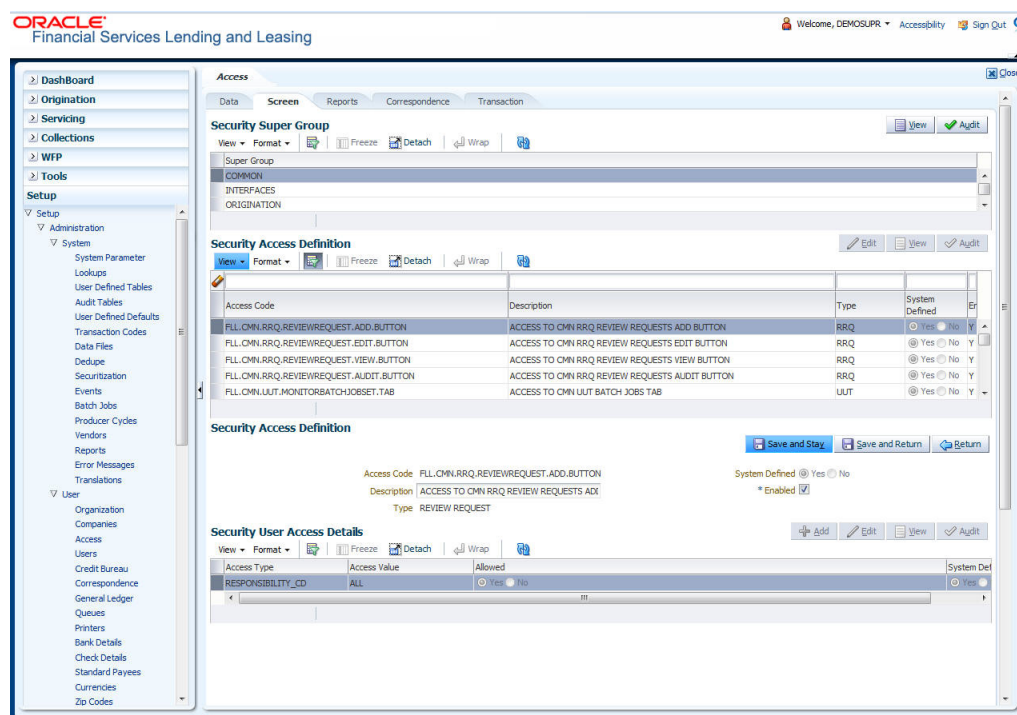 ORACLE
Financial Services Lending and Leasing
Welcome, DEMOSUPR Accessibility Sign Out
DashBoard
Origination
Servicing
Collections
WFP
Tools
Setup
Setup
Administration
System
System Parameter
Lookups
User Defined Tables
Audit Tables
User Defined Defaults
Transaction Codes
Data Files
Dedupe
Securitization
Events
Batch Jobs
Producer Cycles
Vendors
Reports
Error Messages
Translations
User
Organization
Companies
Access
Users
Credit Bureau
Correspondence
General Ledger
Queues
Printers
Bank Details
Check Details
Standard Payees
Currencies
Zip Codes
Access
Close
Data Screen Reports Correspondence Transaction
Security Super Group
View Audit
View Format Freeze Detach Wrap
Super Group
COMMON
INTERFACES
ORIGINATION
Security Access Definition
Edit View Audit
View Format Freeze Detach Wrap
Access Code Description Type System Defined Er
FLL.CMN.RRQ.REVIEWREQUEST.ADD.BUTTON ACCESS TO CMN RRQ REVIEW REQUESTS ADD BUTTON RRQ Yes No Y
FLL.CMN.RRQ.REVIEWREQUEST.EDIT.BUTTON ACCESS TO CMN RRQ REVIEW REQUESTS EDIT BUTTON RRQ Yes No Y
FLL.CMN.RRQ.REVIEWREQUEST.VIEW.BUTTON ACCESS TO CMN RRQ REVIEW REQUESTS VIEW BUTTON RRQ Yes No Y
FLL.CMN.RRQ.REVIEWREQUEST.AUDIT.BUTTON ACCESS TO CMN RRQ REVIEW REQUESTS AUDIT BUTTON RRQ Yes No Y
FLL.CMN.UUT.MONITORBATCHJOBSET.TAB ACCESS TO CMN UUT BATCH JOBS TAB UUT Yes No Y
Security Access Definition
Save and Stay Save and Return Return
Access Code FLL.CMN.RRQ.REVIEWREQUEST.ADD.BUTTON System Defined Yes No
Description ACCESS TO CMN RRQ REVIEW REQUESTS AD * Enabled
Type REVIEW REQUEST
Security User Access Details
Add Edit View Audit
View Format Freeze Detach Wrap
Access Type Access Value Allowed System Def
RESPONSIBILITY_CD ALL Yes No Yes